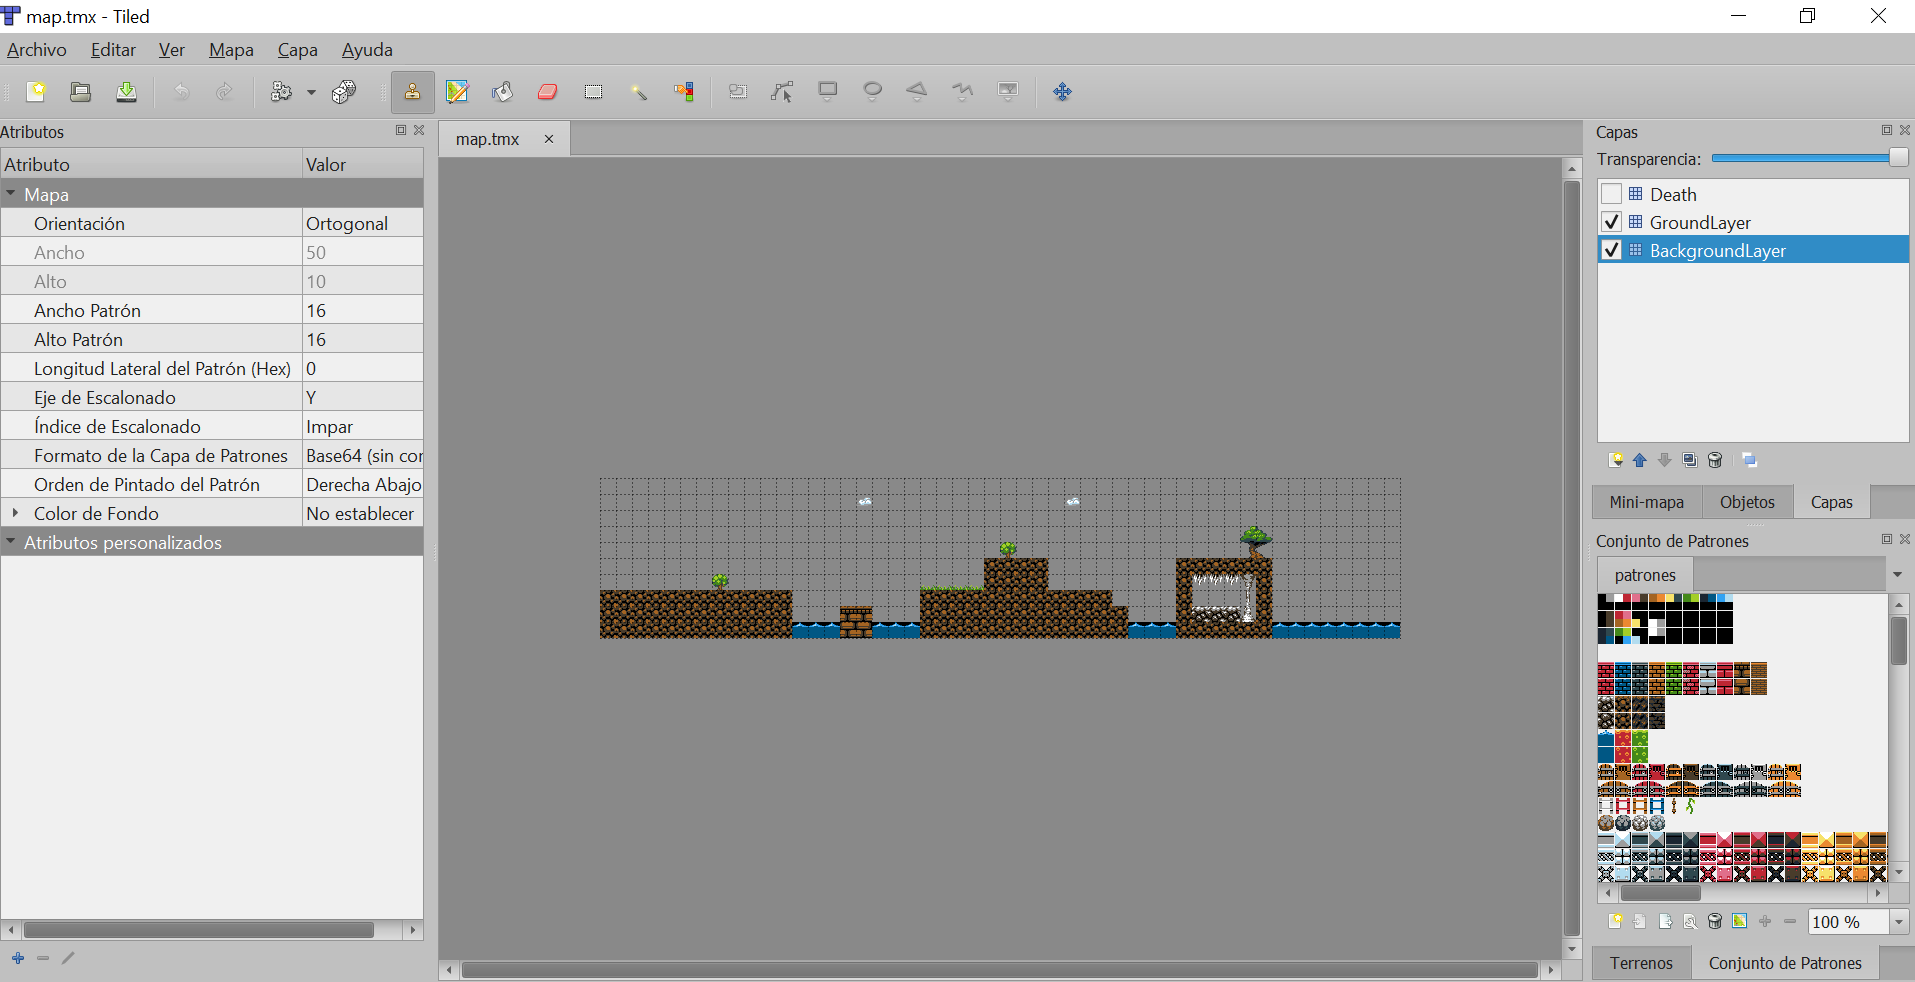 map.tmx - Tiled
Archivo Editar Ver Mapa Capa Ayuda
Atributos
Atributo Valor
Mapa
Orientación Ortogonal
Ancho 50
Alto 10
Ancho Patrón 16
Alto Patrón 16
Longitud Lateral del Patrón (Hex) 0
Eje de Escalonado Y
Índice de Escalonado Impar
Formato de la Capa de Patrones Base64 (sin cor
Orden de Pintado del Patrón Derecha Abajo
Color de Fondo No establecer
Atributos personalizados
map.tmx
Capas
Transparencia:
Death
GroundLayer
BackgroundLayer
Mini-mapa Objetos Capas
Conjunto de Patrones
patrones
100 %
Terrenos Conjunto de Patrones